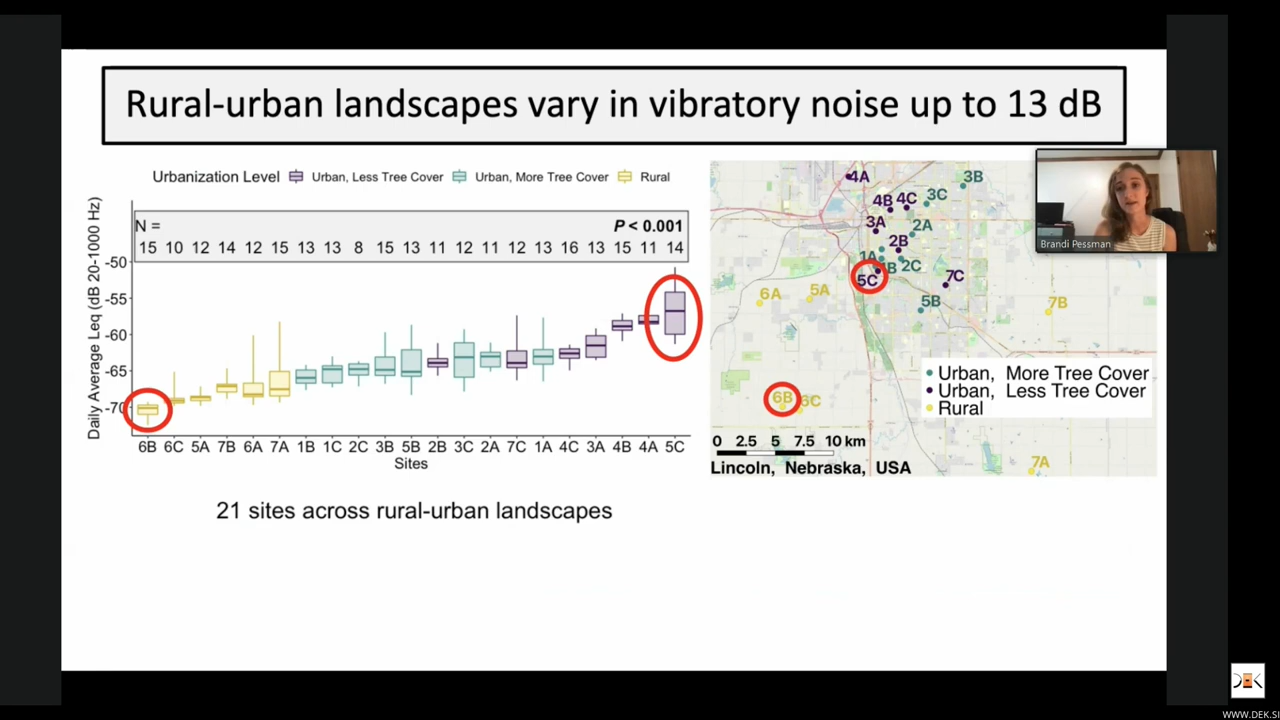 Rural-urban landscapes vary in vibratory noise up to 13 dB
Urbanization Level Urban, Less Tree Cover Urban, More Tree Cover Rural
N = P < 0.001
15 10 12 14 12 15 13 13 8 15 13 11 12 11 12 13 16 13 15 11 14
Daily Average Leq (dB 20-1000 Hz)
-50
-55
-60
-65
-70
6B 6C 5A 7B 6A 7A 1B 1C 2C 3B 5B 2B 3C 2A 7C 1A 4C 3A 4B 4A 5C
Sites
21 sites across rural-urban landscapes
4A
3B
4B 4C 3C
3A 2A
2B
1A
B 2C
5C
7C
6A 5A
5B
7B
6B 6C
7A
Urban, More Tree Cover
Urban, Less Tree Cover
Rural
0 2.5 5 7.5 10 km
Lincoln, Nebraska, USA
Brandi Pessman
DEK
WWW.DEK.SI